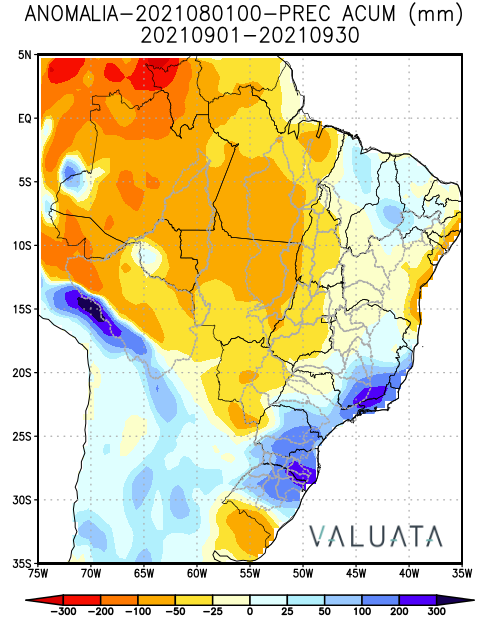 ANOMALIA-2021080100-PREC ACUM (mm)
20210901-20210930
5N
EQ
5S
10S
15S
20S
25S
30S
35S
VALUATA
75W 70W 65W 60W 55W 50W 45W 40W 35W
-300 -200 -100 -50 -25 0 25 50 100 200 300